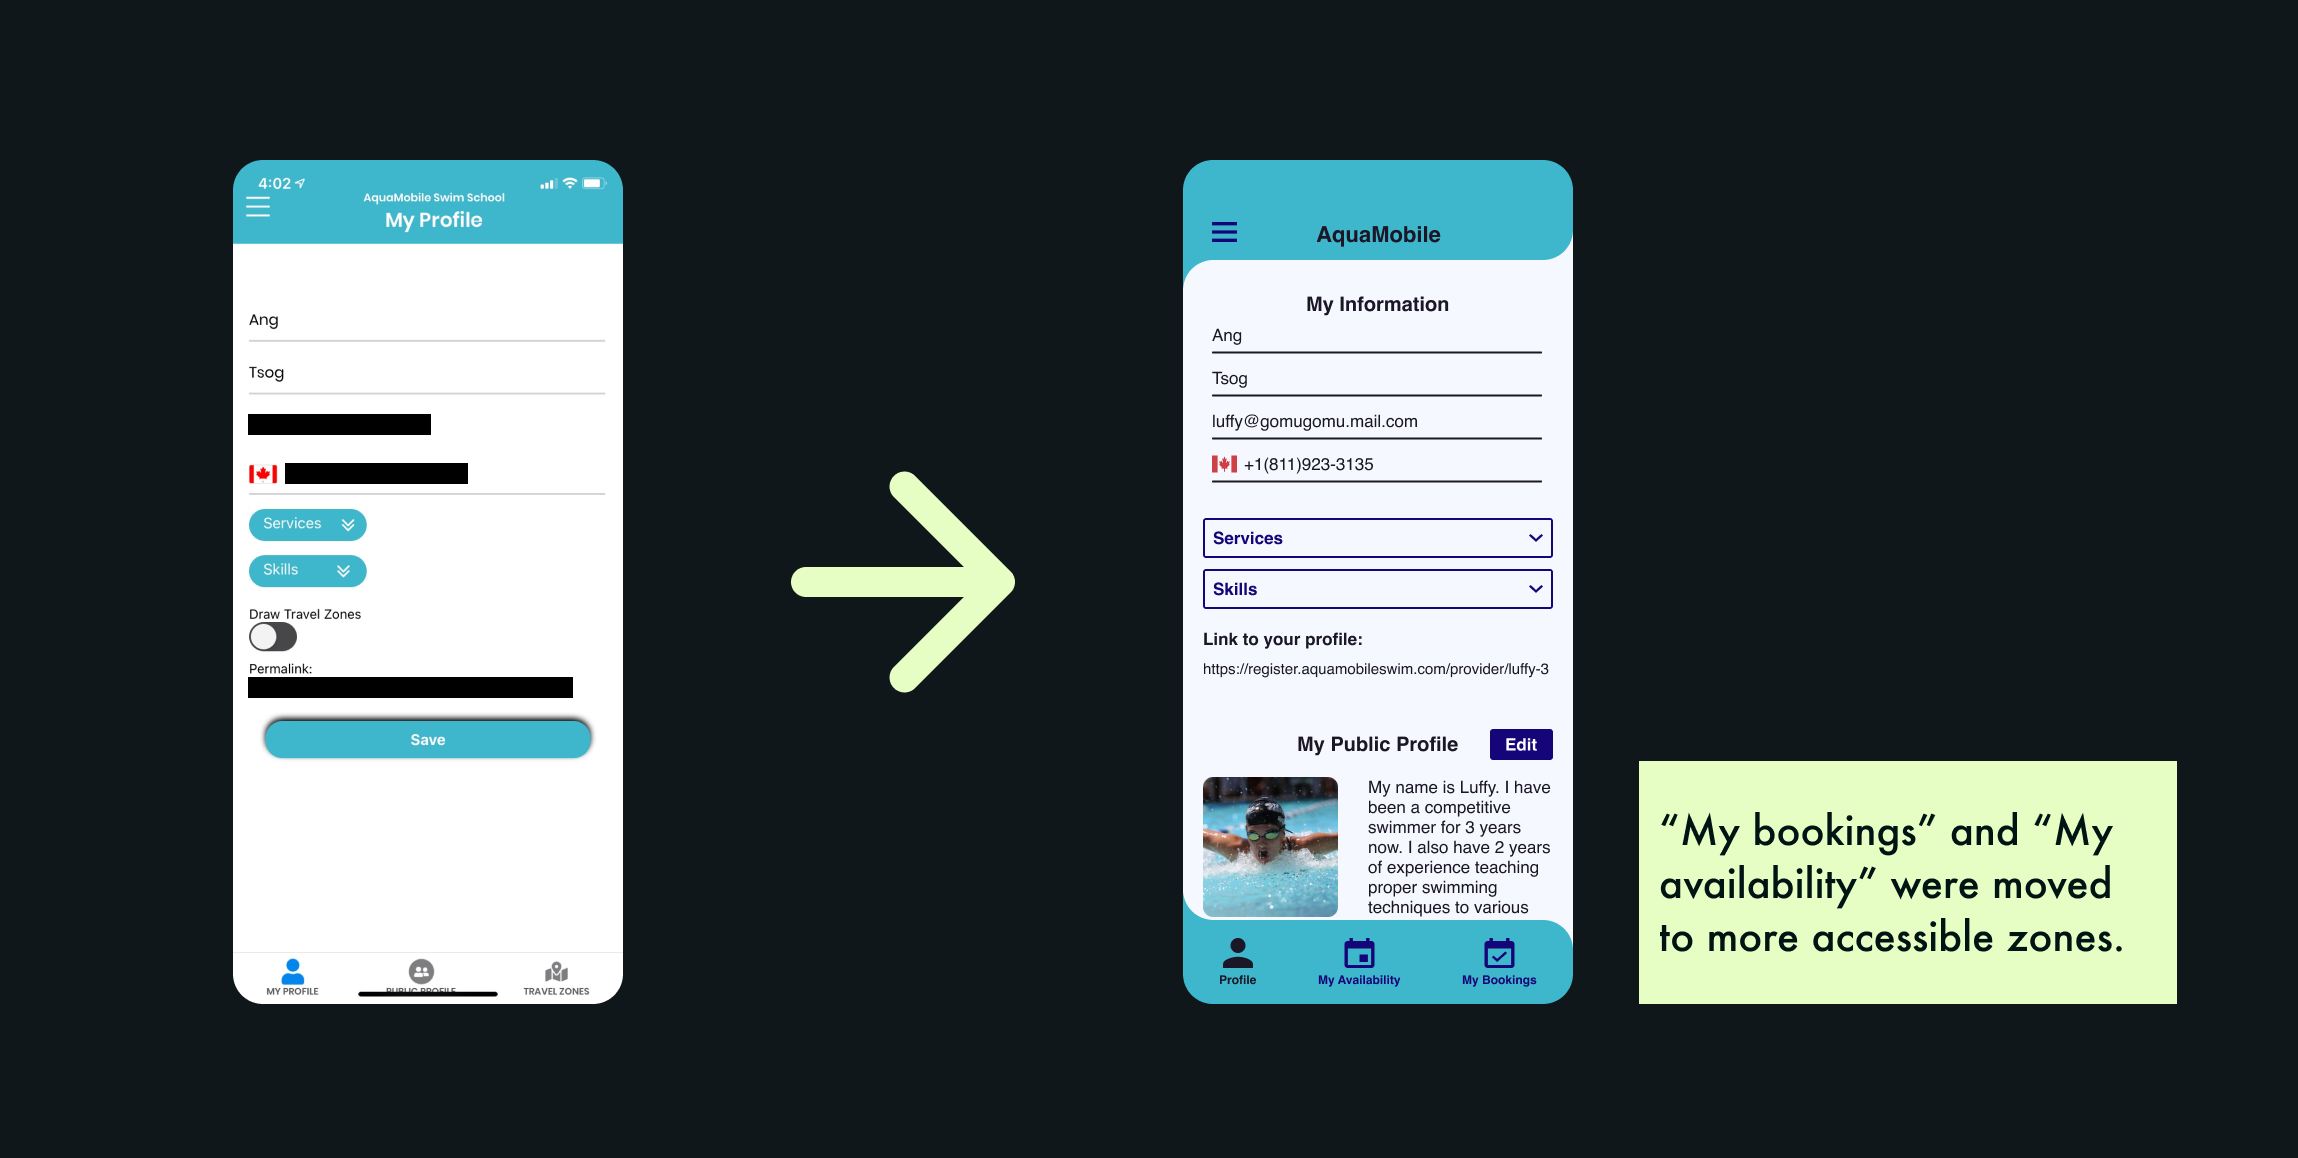 4:02
AquaMobile Swim School
My Profile
Ang
Tsog
Services
Skills
Draw Travel Zones
Permalink:
Save
MY PROFILE
PUBLIC PROFILE
TRAVEL ZONES
AquaMobile
My Information
Ang
Tsog
luffy@gomugomu.mail.com
+1(811)923-3135
Services
Skills
Link to your profile:
https://register.aquamobileswim.com/provider/luffy-3
My Public Profile
Edit
My name is Luffy. I have
been a competitive
swimmer for 3 years
now. I also have 2 years
of experience teaching
proper swimming
techniques to various
Profile
My Availability
My Bookings
“My bookings” and “My
availability” were moved
to more accessible zones.